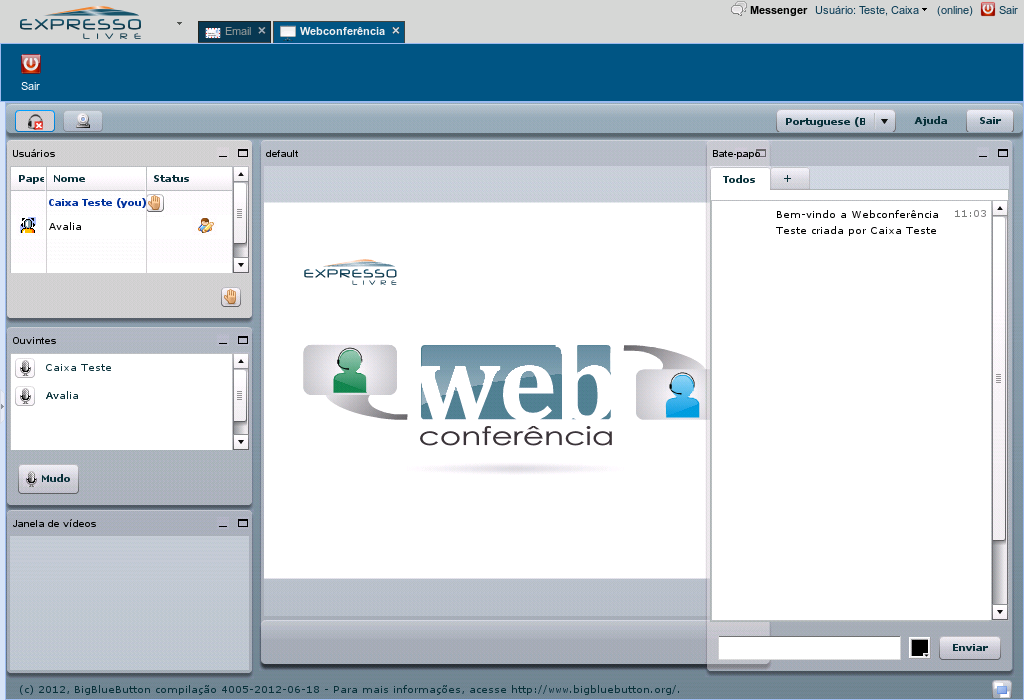 EXPRESSO
LIVRE
Email
Webconferência
Messenger
Usuário: Teste, Caixa
(online)
Sair
Sair
Portuguese (B
Ajuda
Sair
Usuários
Pape
Nome
Status
Caixa Teste (you)
Avalia
Ouvintes
Caixa Teste
Avalia
Mudo
Janela de vídeos
default
EXPRESSO
LIVRE
web
conferência
Bate-papo
Todos
+
Bem-vindo a Webconferência 11:03
Teste criada por Caixa Teste
Enviar
(c) 2012, BigBlueButton compilação 4005-2012-06-18 - Para mais informações, acesse http://www.bigbluebutton.org/.